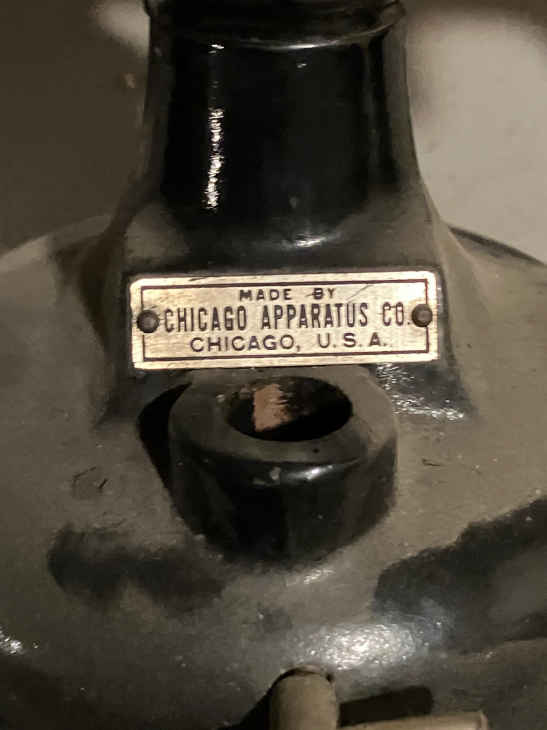 MADE BY
CHICAGO APPARATUS CO.
CHICAGO, U.S.A.